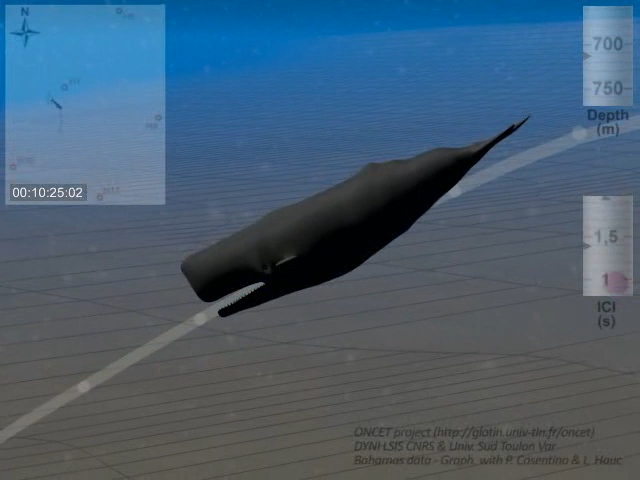 N
00:10:25:02
700
750
Depth
(m)
1,5
1
ICI
(s)
ONCET project (http://glotin.univ-tln.fr/oncet)
DYNI LSIS CNRS & Univ. Sud Toulon Var
Bahamas data - Graph. with P. Cosentino & L. Hauc